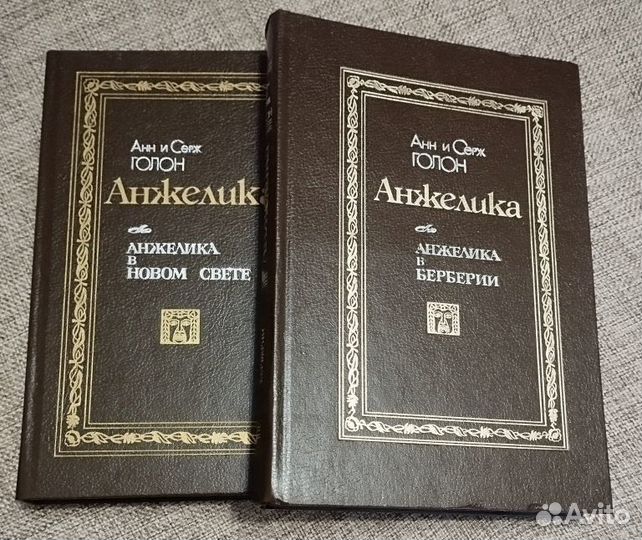 Анн и Серж
ГОЛОН
Анжелика
АНЖЕЛИКА
В
НОВОМ СВЕТЕ
Анн и Серж
ГОЛОН
Анжелика
АНЖЕЛИКА
В
БЕРБЕРИИ
Avito